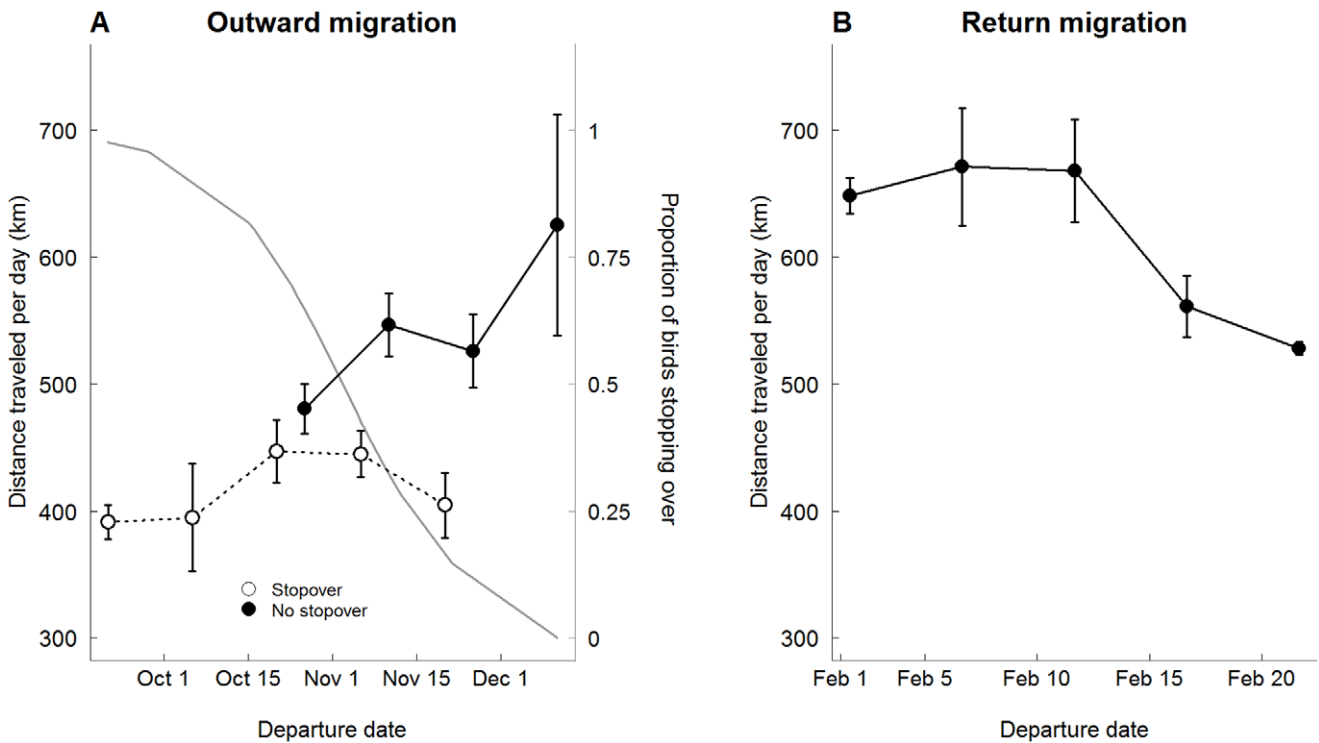 A Outward migration
Distance traveled per day (km)
700
600
500
400
300
1
0.75
0.5
0.25
0
Proportion of birds stopping over
Stopover
No stopover
Oct 1 Oct 15 Nov 1 Nov 15 Dec 1
Departure date
B Return migration
Distance traveled per day (km)
700
600
500
400
300
Feb 1 Feb 5 Feb 10 Feb 15 Feb 20
Departure date